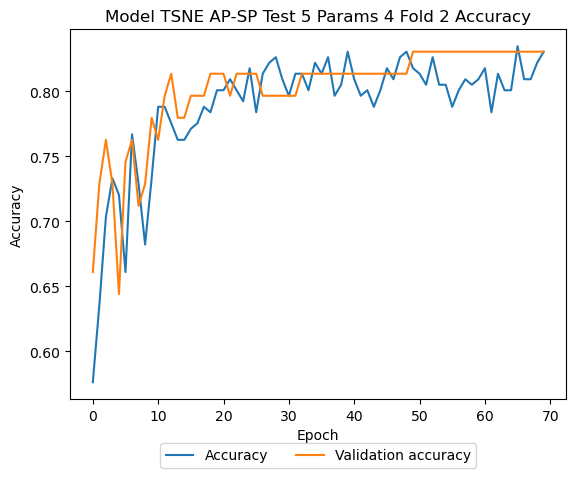 Model TSNE AP-SP Test 5 Params 4 Fold 2 Accuracy
Accuracy
0.80
0.75
0.70
0.65
0.60
0 10 20 30 40 50 60 70
Epoch
Accuracy Validation accuracy